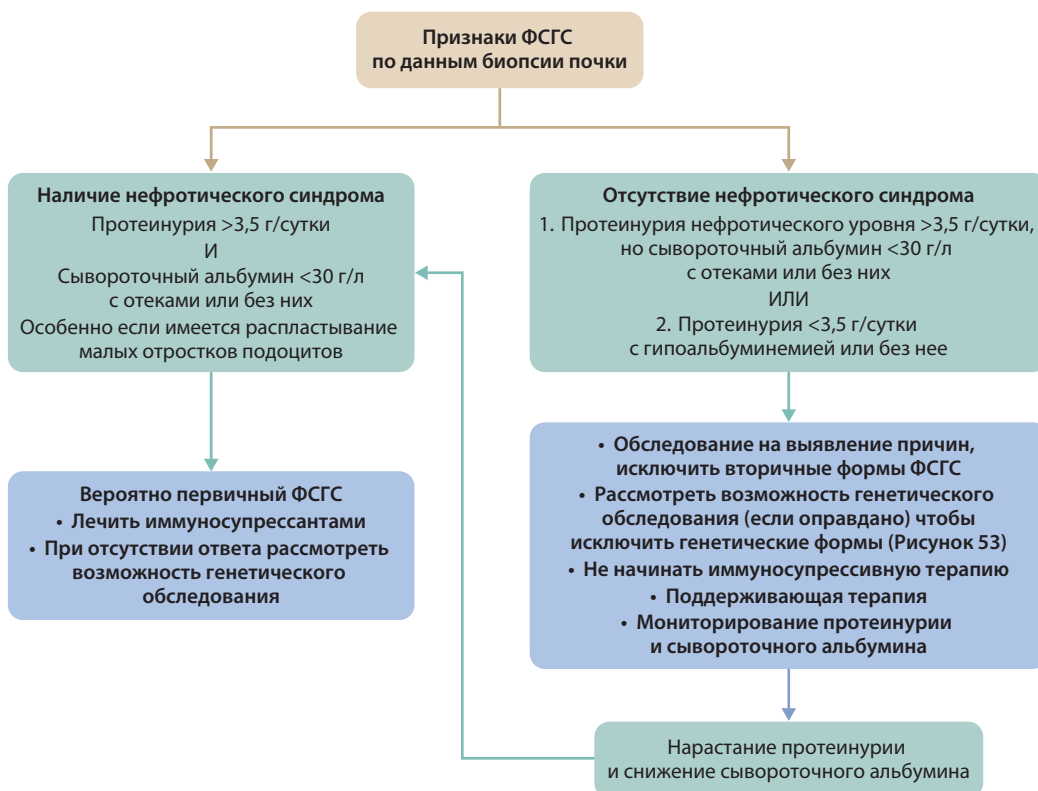 Признаки ФСГС
по данным биопсии почки
Наличие нефротического синдрома
Протеинурия >3,5 г/сутки
И
Сывороточный альбумин <30 г/л
с отеками или без них
Особенно если имеется распластывание
малых отростков подоцитов
Отсутствие нефротического синдрома
1. Протеинурия нефротического уровня >3,5 г/сутки,
но сывороточный альбумин <30 г/л
с отеками или без них
ИЛИ
2. Протеинурия <3,5 г/сутки
с гипоальбуминемией или без нее
Вероятно первичный ФСГС
• Лечить иммуносупрессантами
• При отсутствии ответа рассмотреть
возможность генетического
обследования
• Обследование на выявление причин,
исключить вторичные формы ФСГС
• Рассмотреть возможность генетического
обследования (если оправдано) чтобы
исключить генетические формы (Рисунок 53)
• Не начинать иммуносупрессивную терапию
• Поддерживающая терапия
• Мониторирование протеинурии
и сывороточного альбумина
Нарастание протеинурии
и снижение сывороточного альбумина